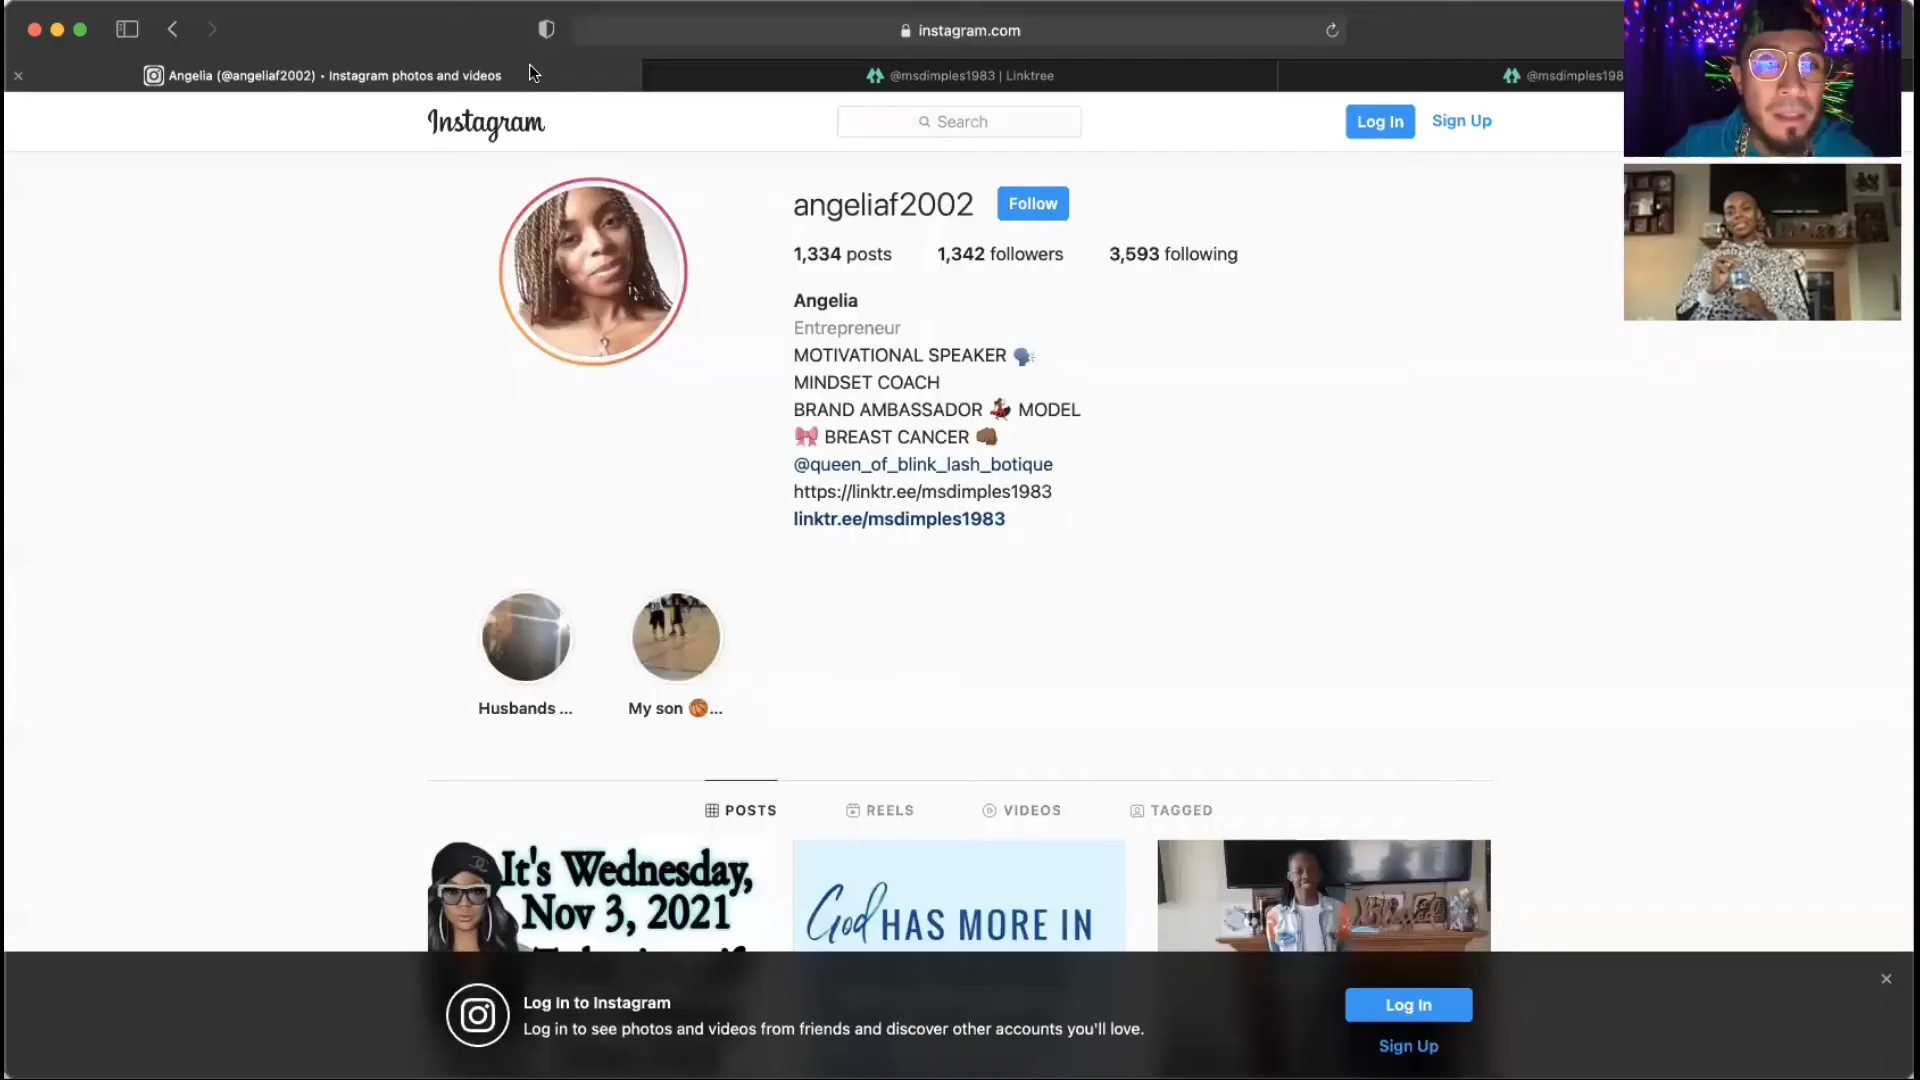 instagram.com
Angelia (@angeliaf2002) • Instagram photos and videos
@msdimples1983 | Linktree
@msdimples198
Instagram
Search
Log In
Sign Up
angeliaf2002
Follow
1,334 posts
1,342 followers
3,593 following
Angelia
Entrepreneur
MOTIVATIONAL SPEAKER 🗣
MINDSET COACH
BRAND AMBASSADOR 💃🏿 MODEL
🎀 BREAST CANCER 👊🏾
@queen_of_blink_lash_botique
https://linktr.ee/msdimples1983
linktr.ee/msdimples1983
Husbands ...
My son 🏀...
POSTS
REELS
VIDEOS
TAGGED
It's Wednesday,
Nov 3, 2021
God HAS MORE IN
Log In to Instagram
Log in to see photos and videos from friends and discover other accounts you'll love.
Log In
Sign Up